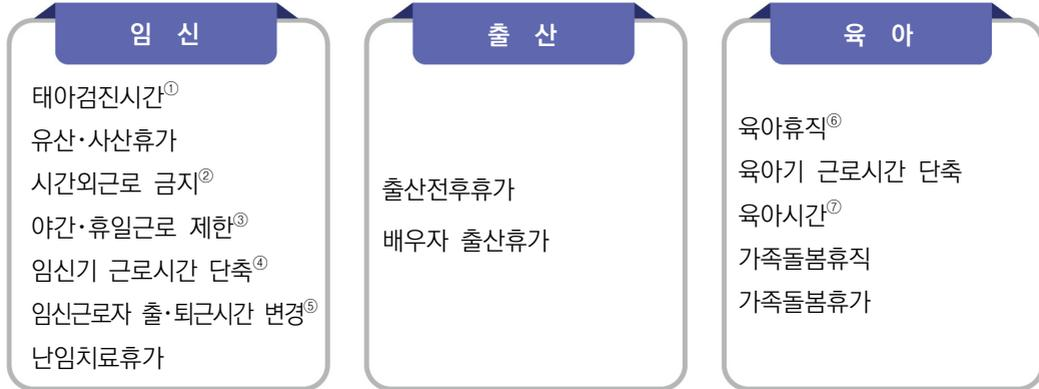 임 신
태아검진시간①
유산·사산휴가
시간외근로 금지②
야간·휴일근로 제한③
임신기 근로시간 단축④
임신근로자 출·퇴근시간 변경⑤
난임치료휴가
출 산
출산전후휴가
배우자 출산휴가
육 아
육아휴직⑥
육아기 근로시간 단축
육아시간⑦
가족돌봄휴직
가족돌봄휴가